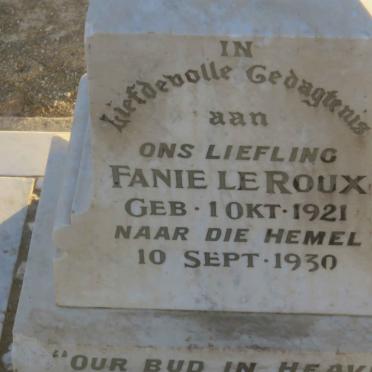 IN
Liefdevolle Gedagtenis
aan
ONS LIEFLING
FANIE LE ROUX
GEB · 1 OKT · 1921
NAAR DIE HEMEL
10 SEPT · 1930
"OUR BUD IN HEAV